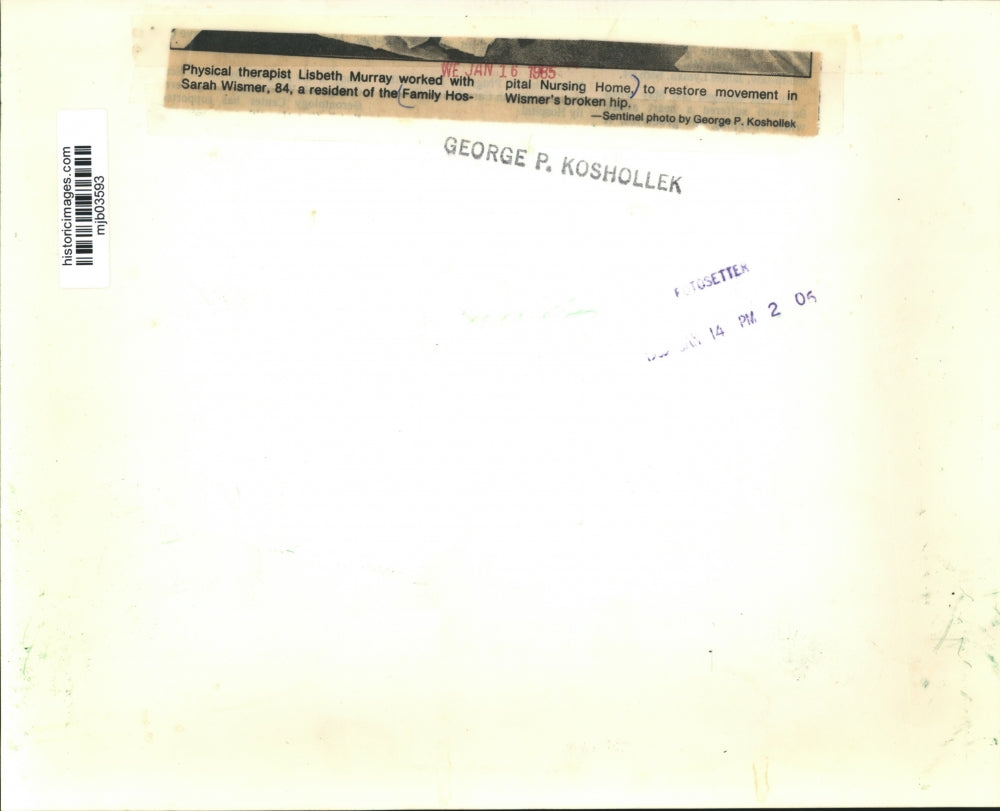 WE JAN 16 1985
Physical therapist Lisbeth Murray worked with
Sarah Wismer, 84, a resident of the (Family Hos-
pital Nursing Home,) to restore movement in
Wismer's broken hip.
—Sentinel photo by George P. Koshollek
GEORGE P. KOSHOLLEK
historicimages.com
mjb03593
14 PM 2 05